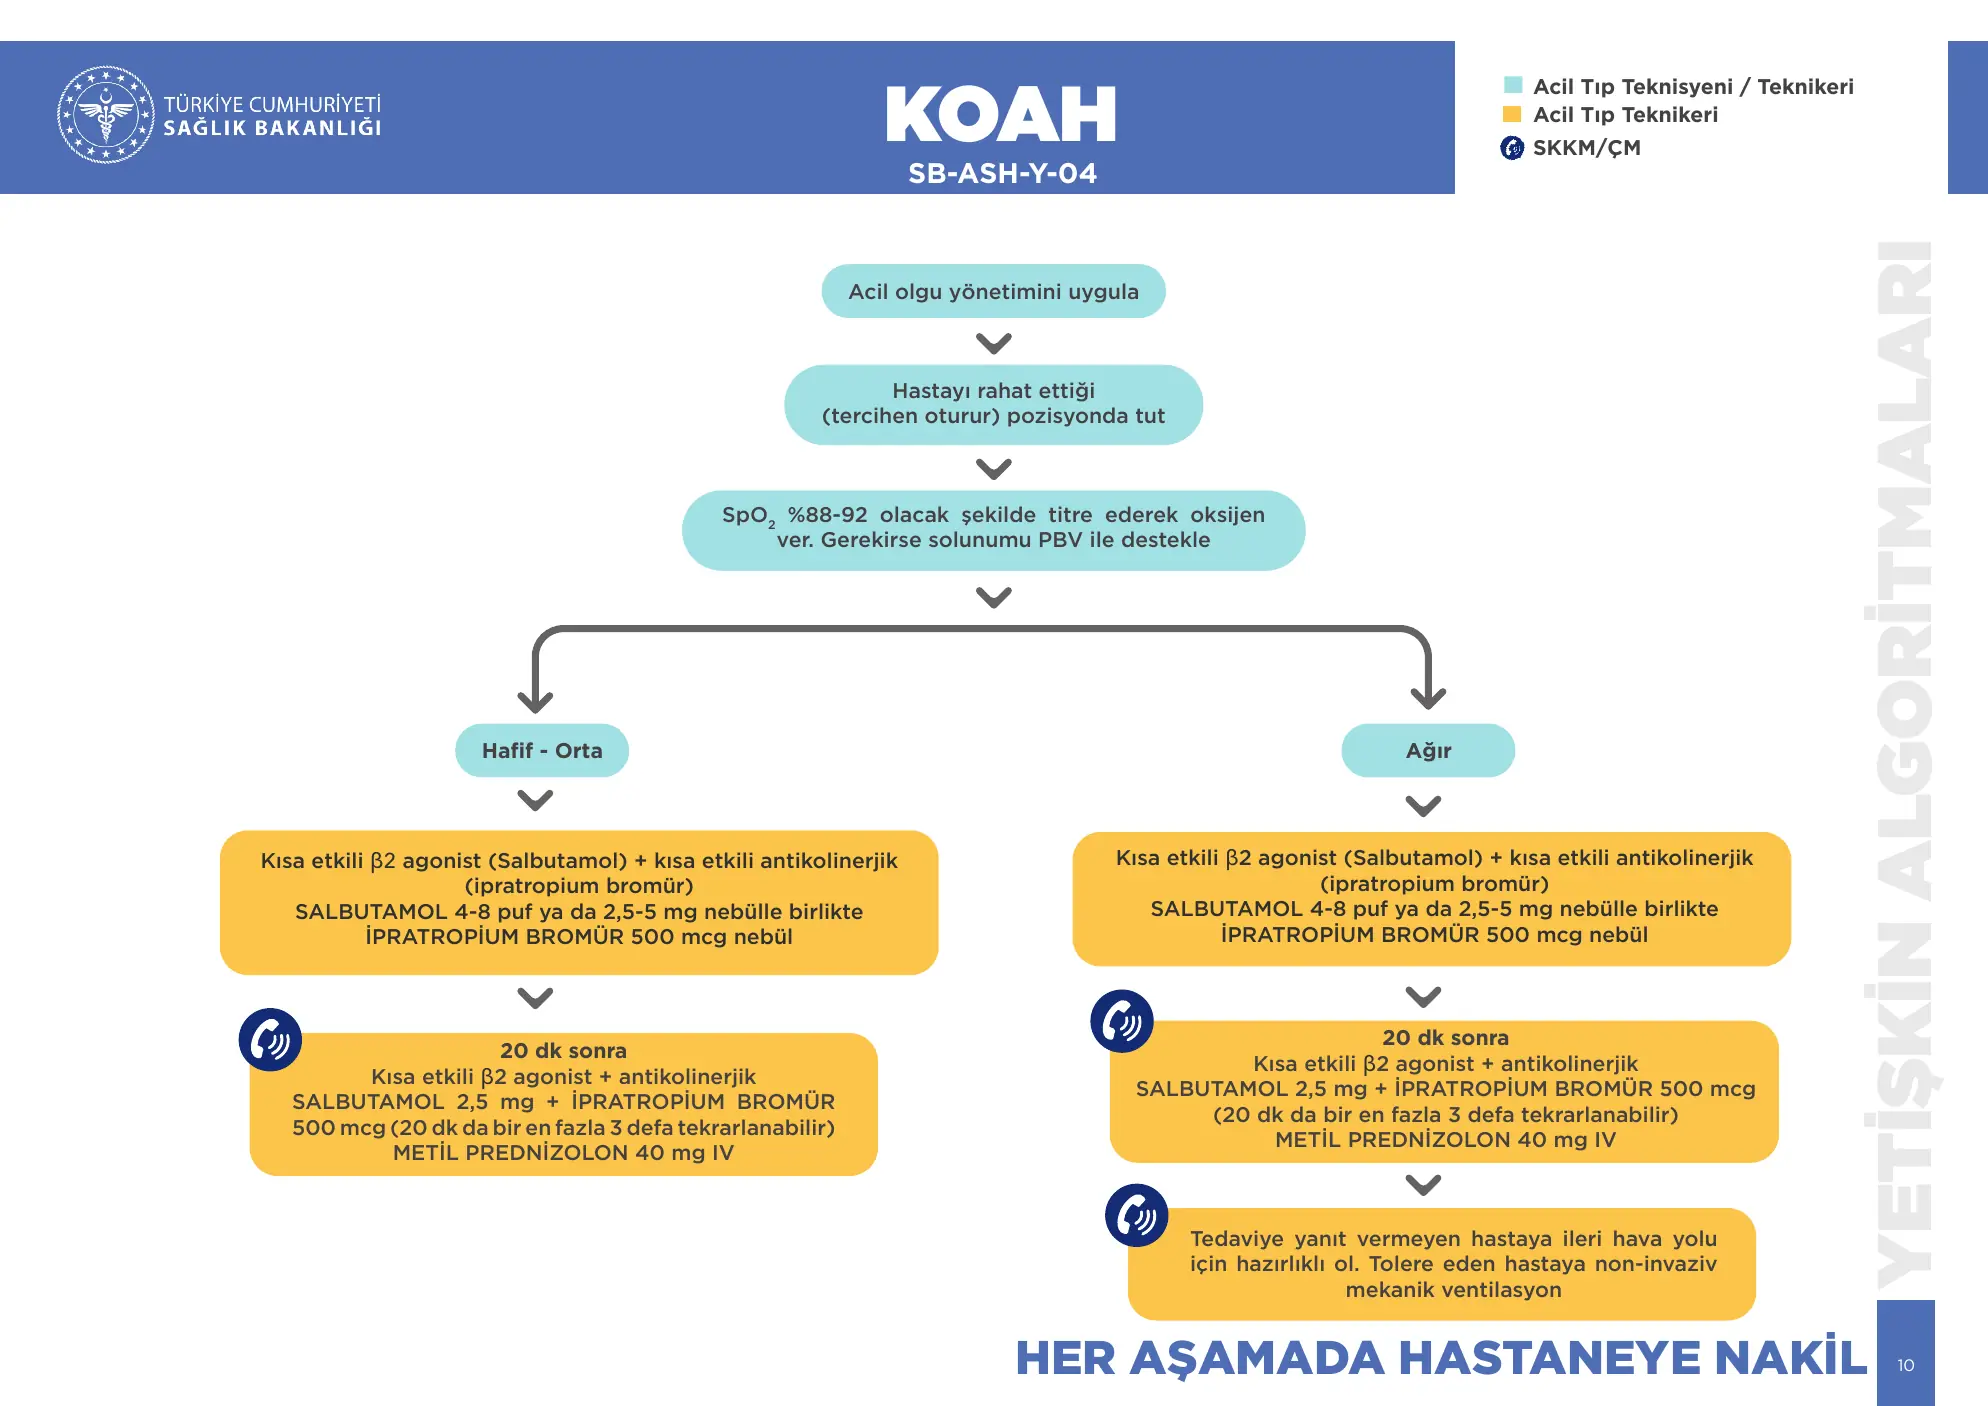 TÜRKİYE CUMHURİYETİ
SAĞLIK BAKANLIĞI
KOAH
SB-ASH-Y-04
Acil Tıp Teknisyeni / Teknikeri
Acil Tıp Teknikeri
SKKM/ÇM
Acil olgu yönetimini uygula
Hastayı rahat ettiği
(tercihen oturur) pozisyonda tut
SpO₂ %88-92 olacak şekilde titre ederek oksijen
ver. Gerekirse solunumu PBV ile destekle
Hafif - Orta
Kısa etkili β2 agonist (Salbutamol) + kısa etkili antikolinerjik
(ipratropium bromür)
SALBUTAMOL 4-8 puf ya da 2,5-5 mg nebülle birlikte
İPRATROPİUM BROMÜR 500 mcg nebül
20 dk sonra
Kısa etkili β2 agonist + antikolinerjik
SALBUTAMOL 2,5 mg + İPRATROPİUM BROMÜR
500 mcg (20 dk da bir en fazla 3 defa tekrarlanabilir)
METİL PREDNİZOLON 40 mg IV
Ağır
Kısa etkili β2 agonist (Salbutamol) + kısa etkili antikolinerjik
(ipratropium bromür)
SALBUTAMOL 4-8 puf ya da 2,5-5 mg nebülle birlikte
İPRATROPİUM BROMÜR 500 mcg nebül
20 dk sonra
Kısa etkili β2 agonist + antikolinerjik
SALBUTAMOL 2,5 mg + İPRATROPİUM BROMÜR 500 mcg
(20 dk da bir en fazla 3 defa tekrarlanabilir)
METİL PREDNİZOLON 40 mg IV
Tedaviye yanıt vermeyen hastaya ileri hava yolu
için hazırlıklı ol. Tolere eden hastaya non-invaziv
mekanik ventilasyon
HER AŞAMADA HASTANEYE NAKİL
YETİŞKİN ALGORİTMALARI
10